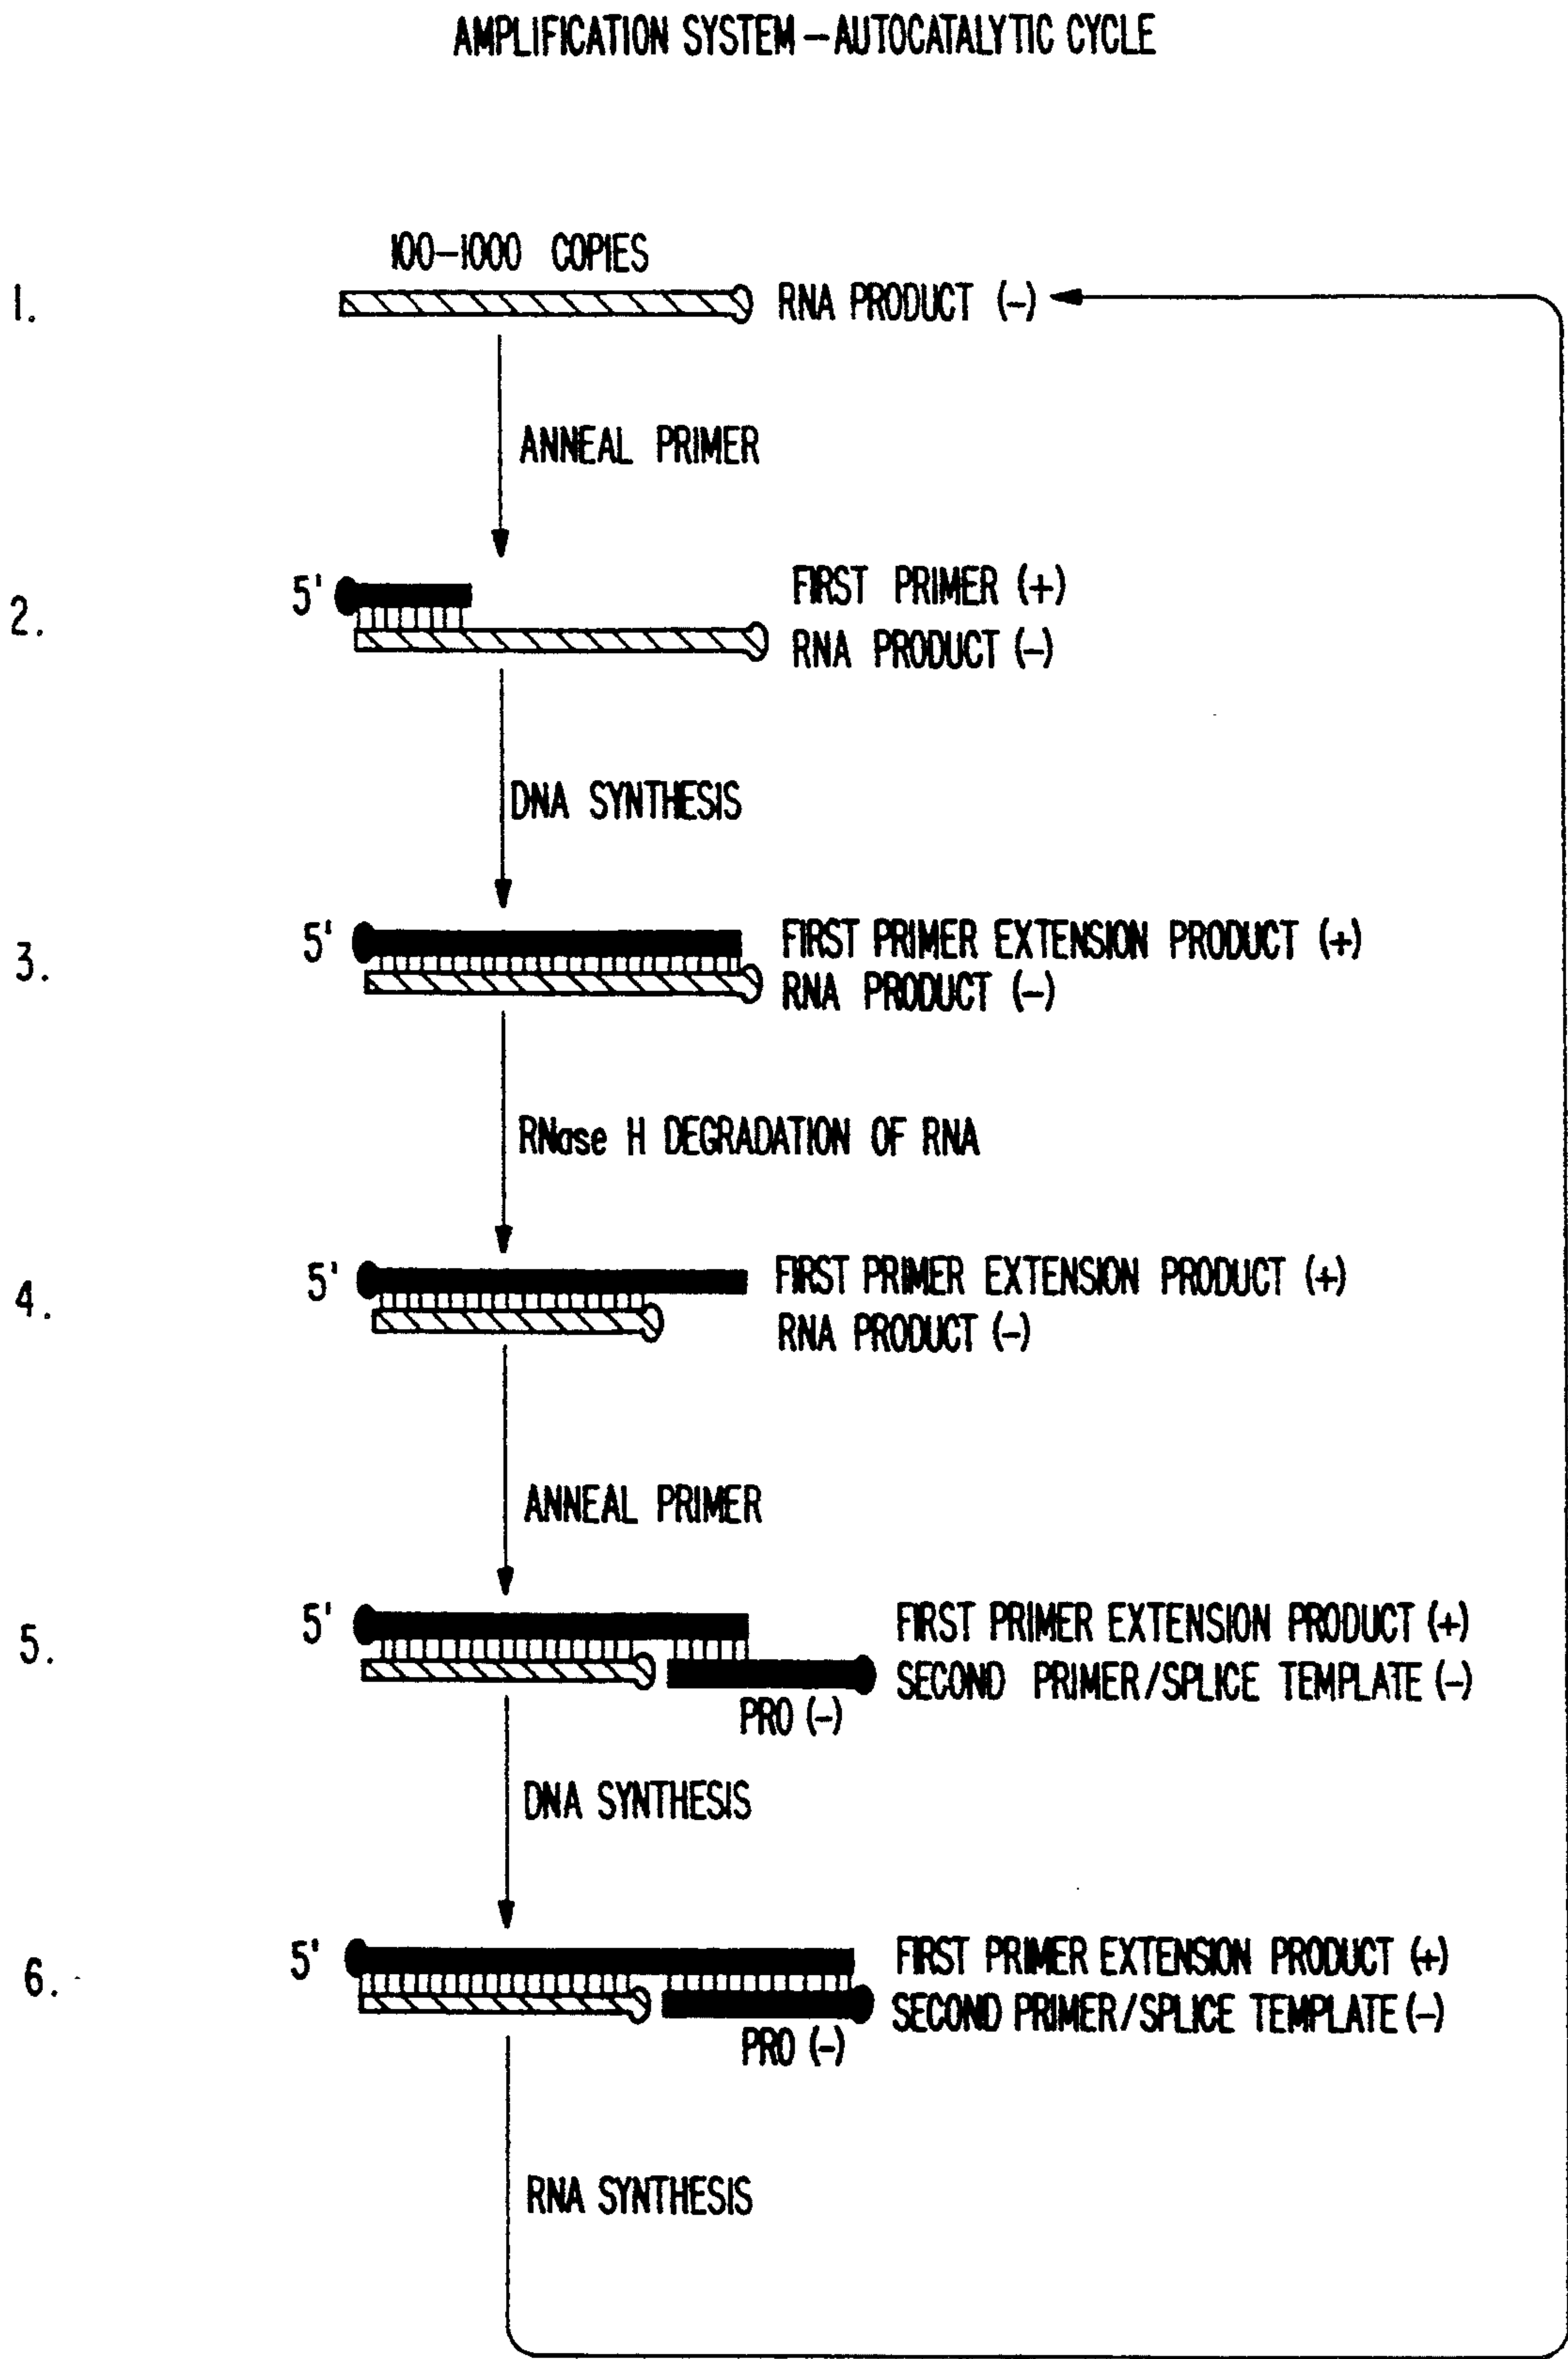 AMPLIFICATION SYSTEM – AUTOCATALYTIC CYCLE
100-1000 COPIES
1.
RNA PRODUCT (-)
ANNEAL PRIMER
2.
5'
FIRST PRIMER (+)
RNA PRODUCT (-)
DNA SYNTHESIS
3.
5'
FIRST PRIMER EXTENSION PRODUCT (+)
RNA PRODUCT (-)
RNase H DEGRADATION OF RNA
4.
5'
FIRST PRIMER EXTENSION PRODUCT (+)
RNA PRODUCT (-)
ANNEAL PRIMER
5.
5'
FIRST PRIMER EXTENSION PRODUCT (+)
SECOND PRIMER/SPLICE TEMPLATE (-)
PRO (-)
DNA SYNTHESIS
6.
5'
FIRST PRIMER EXTENSION PRODUCT (+)
SECOND PRIMER/SPLICE TEMPLATE (-)
PRO (-)
RNA SYNTHESIS